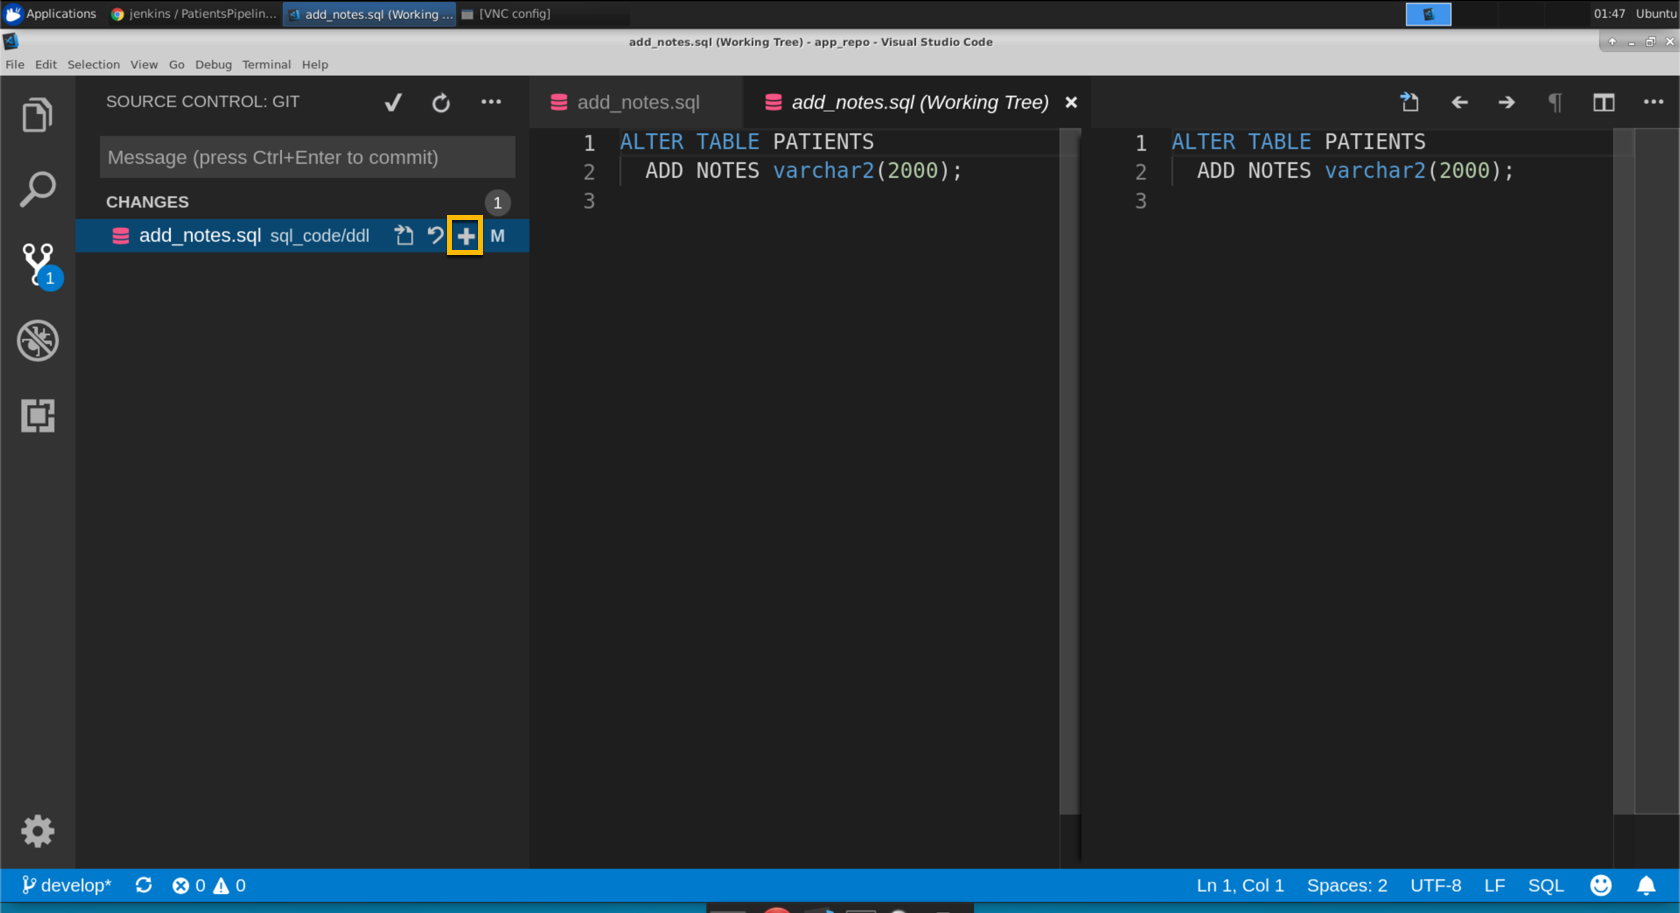 Applications jenkins / PatientsPipelin... add_notes.sql (Working ... [VNC config] 01:47 Ubuntu
add_notes.sql (Working Tree) - app_repo - Visual Studio Code
File Edit Selection View Go Debug Terminal Help
SOURCE CONTROL: GIT
Message (press Ctrl+Enter to commit)
CHANGES 1
add_notes.sql sql_code/ddl M
1
add_notes.sql add_notes.sql (Working Tree)
1 ALTER TABLE PATIENTS
2 ADD NOTES varchar2(2000);
3
1 ALTER TABLE PATIENTS
2 ADD NOTES varchar2(2000);
3
develop* 0 0 Ln 1, Col 1 Spaces: 2 UTF-8 LF SQL